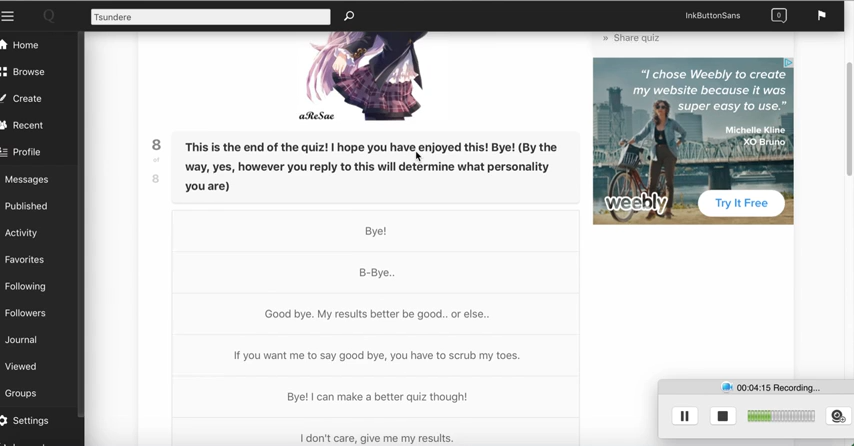 Q
Tsundere
InkButtonSans
0
Home
Browse
Create
Recent
Profile
Messages
Published
Activity
Favorites
Following
Followers
Journal
Viewed
Groups
Settings
aReSae
8
of
8
This is the end of the quiz! I hope you have enjoyed this! Bye! (By the
way, yes, however you reply to this will determine what personality
you are)
Bye!
B-Bye..
Good bye. My results better be good.. or else..
If you want me to say good bye, you have to scrub my toes.
Bye! I can make a better quiz though!
I don't care, give me my results.
» Share quiz
“I chose Weebly to create
my website because it was
super easy to use.”
Michelle Kline
XO Bruno
weebly
Try It Free
00:04:15 Recording...